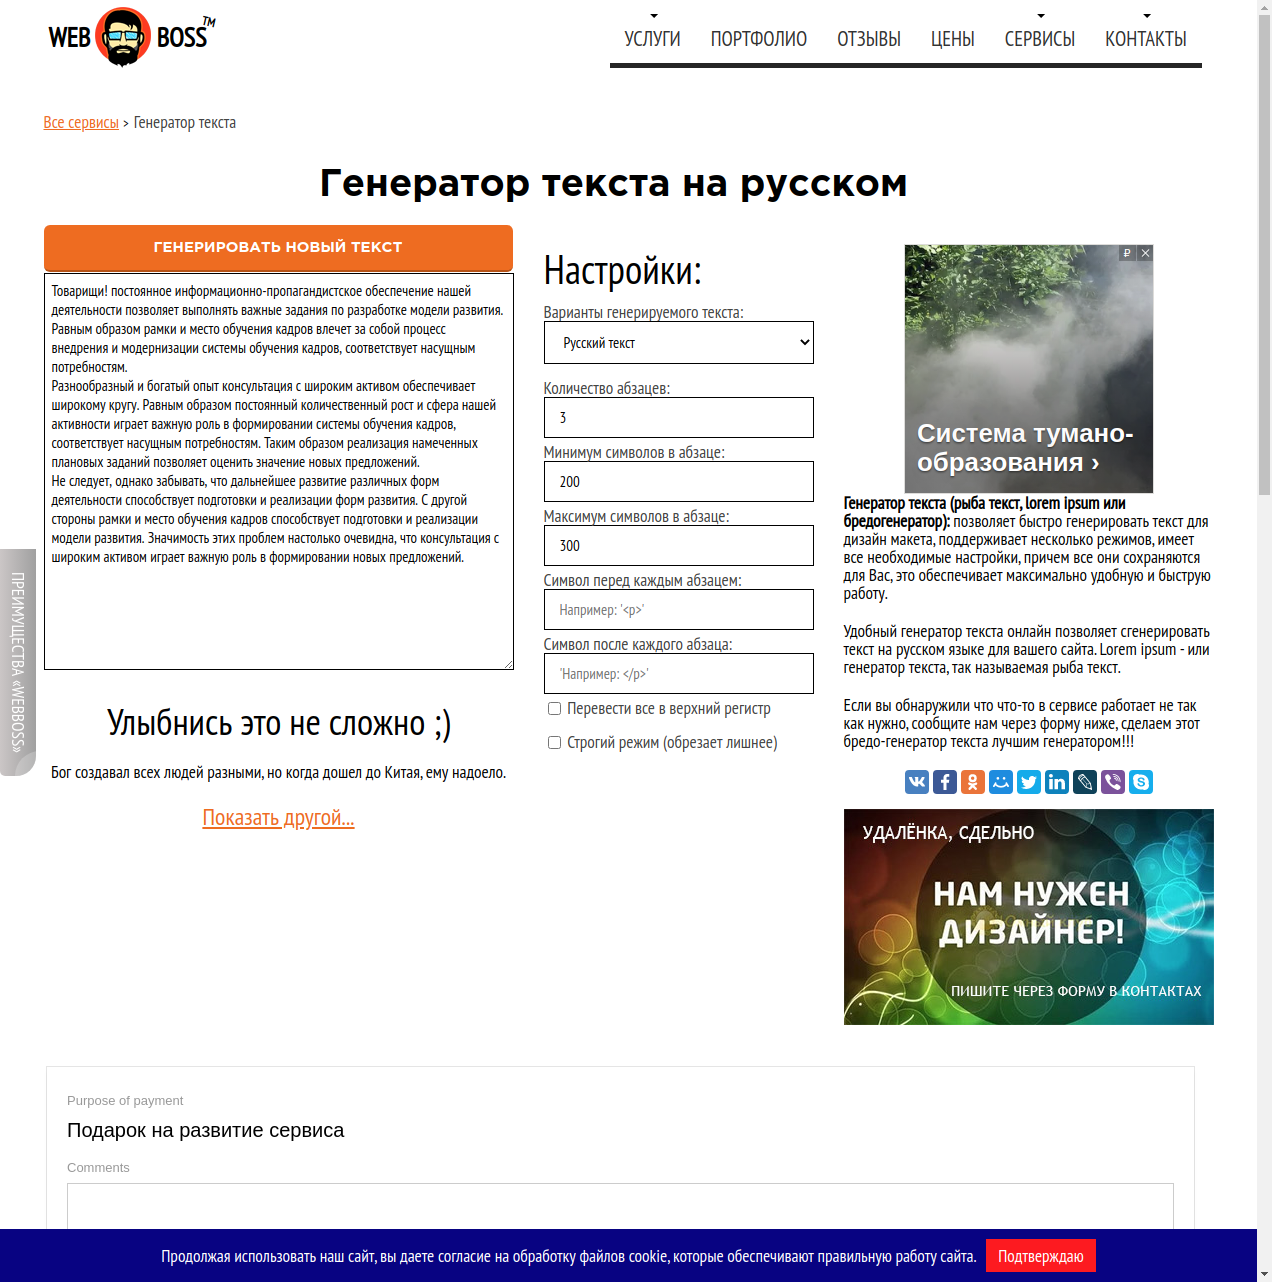 WEB BOSS™
УСЛУГИ ПОРТФОЛИО ОТЗЫВЫ ЦЕНЫ СЕРВИСЫ КОНТАКТЫ
Все сервисы > Генератор текста
Генератор текста на русском
ГЕНЕРИРОВАТЬ НОВЫЙ ТЕКСТ
Товарищи! постоянное информационно-пропагандистское обеспечение нашей
деятельности позволяет выполнять важные задания по разработке модели развития.
Равным образом рамки и место обучения кадров влечет за собой процесс
внедрения и модернизации системы обучения кадров, соответствует насущным
потребностям.
Разнообразный и богатый опыт консультация с широким активом обеспечивает
широкому кругу. Равным образом постоянный количественный рост и сфера нашей
активности играет важную роль в формировании системы обучения кадров,
соответствует насущным потребностям. Таким образом реализация намеченных
плановых заданий позволяет оценить значение новых предложений.
Не следует, однако забывать, что дальнейшее развитие различных форм
деятельности способствует подготовки и реализации форм развития. С другой
стороны рамки и место обучения кадров способствует подготовки и реализации
модели развития. Значимость этих проблем настолько очевидна, что консультация с
широким активом играет важную роль в формировании новых предложений.
Улыбнись это не сложно ;)
Бог создавал всех людей разными, но когда дошел до Китая, ему надоело.
Показать другой...
ПРЕИМУЩЕСТВА «WEBBOSS»
Настройки:
Варианты генерируемого текста:
Русский текст
Количество абзацев:
3
Минимум символов в абзаце:
200
Максимум символов в абзаце:
300
Символ перед каждым абзацем:
Например: '<p>'
Символ после каждого абзаца:
'Например: </p>'
Перевести все в верхний регистр
Строгий режим (обрезает лишнее)
₽
Система тумано-
образования ›
Генератор текста (рыба текст, lorem ipsum или
бредогенератор): позволяет быстро генерировать текст для
дизайн макета, поддерживает несколько режимов, имеет
все необходимые настройки, причем все они сохраняются
для Вас, это обеспечивает максимально удобную и быструю
работу.
Удобный генератор текста онлайн позволяет сгенерировать
текст на русском языке для вашего сайта. Lorem ipsum - или
генератор текста, так называемая рыба текст.
Если вы обнаружили что что-то в сервисе работает не так
как нужно, сообщите нам через форму ниже, сделаем этот
бредо-генератор текста лучшим генератором!!!
УДАЛЁНКА, СДЕЛЬНО
НАМ НУЖЕН
ДИЗАЙНЕР!
ПИШИТЕ ЧЕРЕЗ ФОРМУ В КОНТАКТАХ
Purpose of payment
Подарок на развитие сервиса
Comments
Продолжая использовать наш сайт, вы даете согласие на обработку файлов cookie, которые обеспечивают правильную работу сайта. Подтверждаю